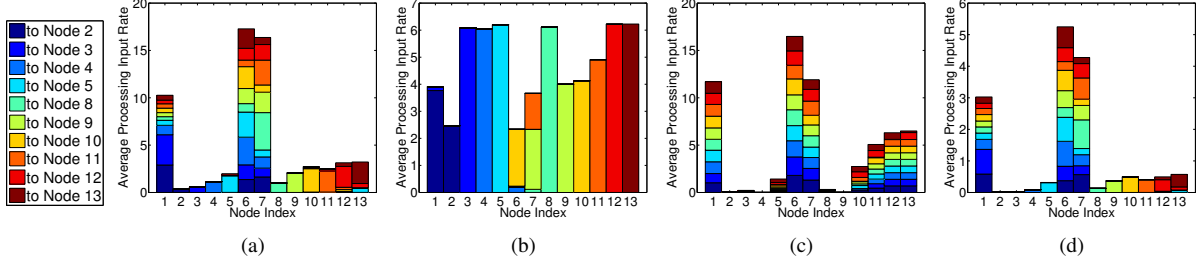 to Node 2
to Node 3
to Node 4
to Node 5
to Node 8
to Node 9
to Node 10
to Node 11
to Node 12
to Node 13
Average Processing Input Rate
20
15
10
5
0
1 2 3 4 5 6 7 8 9 10 11 12 13
Node Index
(a)
Average Processing Input Rate
7
6
5
4
3
2
1
0
1 2 3 4 5 6 7 8 9 10 11 12 13
Node Index
(b)
Average Processing Input Rate
20
15
10
5
0
1 2 3 4 5 6 7 8 9 10 11 12 13
Node Index
(c)
Average Processing Input Rate
6
5
4
3
2
1
0
1 2 3 4 5 6 7 8 9 10 11 12 13
Node Index
(d)